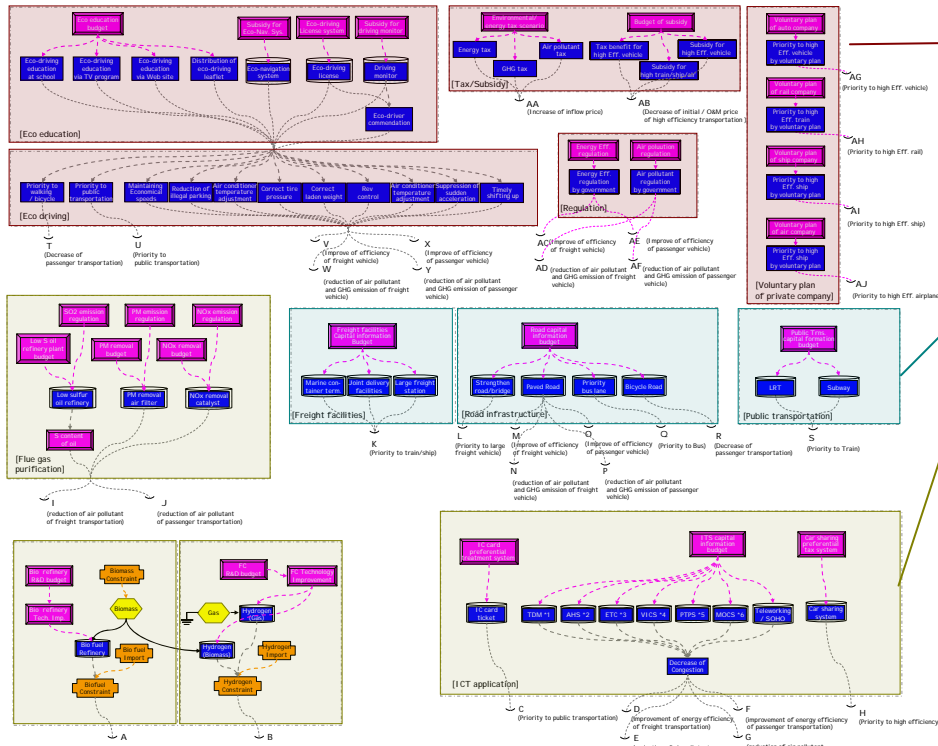 Eco education
budget
Subsidy for
Eco-Nav. Sys.
Eco-driving
License system
Subsidy for
driving monitor
Eco-driving
education
at school
Eco-driving
education
via TV program
Eco-driving
education
via Web site
Distribution of
eco-driving
leaflet
Eco-navigation
system
Eco-driving
license
Driving
monitor
Eco-driver
commendation
[Eco education]
Environmental/
energy tax scenario
Budget of subsidy
Energy tax
GHG tax
Air pollutant
tax
Tax benefit for
high Eff. vehicle
Subsidy for
high train/ship/air
Subsidy for
high Eff. vehicle
[Tax/Subsidy]
AA
(Increase of inflow price)
AB
(Decrease of initial / O&M price
of high efficiency transportation)
Voluntary plan
of auto company
Priority to high
Eff. vehicle
by voluntary plan
AG
(Priority to high Eff. vehicle)
Voluntary plan
of rail company
Priority to high
Eff. train
by voluntary plan
AH
(Priority to high Eff. rail)
Voluntary plan
of ship company
Priority to high
Eff. ship
by voluntary plan
AI
(Priority to high Eff. ship)
Voluntary plan
of air company
Priority to high
Eff. ship
by voluntary plan
AJ
(Priority to high Eff. airplane
[Voluntary plan
of private company]
Priority to
walking
/ bicycle
Priority to
public
transportation
Maintaining
Economical
speeds
Reduction of
illegal parking
Air conditioner
temperature
adjustment
Correct tire
pressure
Correct
laden weight
Rev
control
Air conditioner
temperature
adjustment
Suppression of
sudden
acceleration
Timely
shifting up
[Eco driving]
T
(Decrease of
passenger transportation)
U
(Priority to
public transportation)
V
(Improve of efficiency
of freight vehicle)
W
(reduction of air pollutant
and GHG emission of freight
vehicle)
X
(Improve of efficiency
of passenger vehicle)
Y
(reduction of air pollutant
and GHG emission of passenger
vehicle)
Energy Eff.
regulation
Air poluution
regulation
Energy Eff.
regulation
by government
Air pollutant
regulation
by government
[Regulation]
AC
(Improve of efficiency
of freight vehicle)
AD
(reduction of air pollutant
and GHG emission of freight
vehicle)
AE
(Improve of efficiency
of passenger vehicle)
AF
(reduction of air pollutant
and GHG emission of passenger
vehicle)
SO2 emission
regulation
PM emission
regulation
NOx emission
regulation
Low S oil
refinery plant
budget
PM removal
budget
NOx removal
budget
Low sulfur
oil refinery
PM removal
air filter
NOx removal
catalyst
S content
of oil
[Flue gas
purification]
I
(reduction of air pollutant
of freight transportation)
J
(reduction of air pollutant
of passenger transportation)
Freight facilities
Capital information
Budget
Marine con-
tainer term.
Joint delivery
facilities
Large freight
station
[Freight facilities]
K
(Priority to train/ship)
Road capital
information
budget
Strengthen
road/bridge
Paved Road
Priority
bus lane
Bicycle Road
[Road infrastructure]
L
(Priority to large
freight vehicle)
M
(Improve of efficiency
of freight vehicle)
N
(reduction of air pollutant
and GHG emission of freight
vehicle)
O
(Improve of efficiency
of passenger vehicle)
P
(reduction of air pollutant
and GHG emission of passenger
vehicle)
Q
(Priority to Bus)
R
(Decrease of
passenger transportation)
Public Trns.
capital formation
budget
LRT
Subway
[Public transportation]
S
(Priority to Train)
Bio refinery
R&D budget
Biomass
Constraint
Bio refinery
Tech. Imp.
Biomass
Bio fuel
Refinery
Bio fuel
Import
Biofuel
Constraint
A
FC
R&D budget
FC Technology
Improvement
Gas
Hydrogen
(Gas)
Hydrogen
(Biomass)
Hydrogen
Import
Hydrogen
Constraint
B
IC card
preferential
treatment system
ITS capital
information
budget
Car sharing
preferential
tax system
IC card
ticket
TDM *1
AHS *2
ETC *3
VICS *4
PTPS *5
MOCS *6
Teleworking
/ SOHO
Car sharing
system
Decrease of
Congestion
[ICT application]
C
(Priority to public transportation)
D
(improvement of energy efficiency
of freight transportation)
E
F
(improvement of energy efficiency
of passenger transportation)
G
H
(Priority to high efficiency